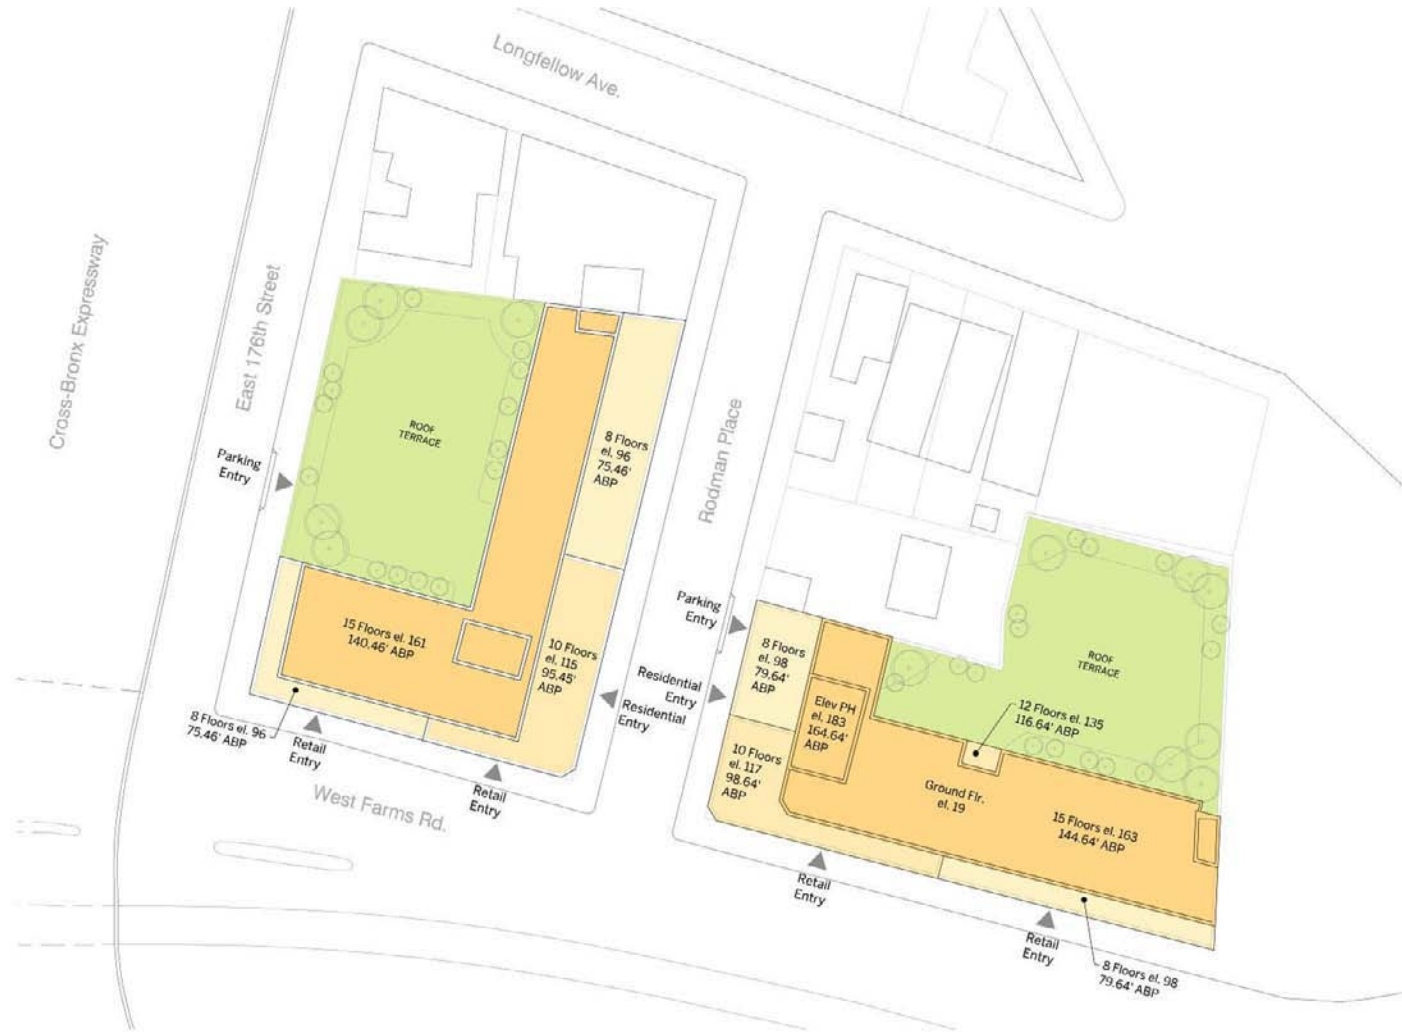 Longfellow Ave.
Cross-Bronx Expressway
East 176th Street
Rodman Place
West Farms Rd.
ROOF
TERRACE
Parking
Entry
8 Floors
el. 96
75.46'
ABP
15 Floors el. 161
140.46' ABP
10 Floors
el. 115
95.45'
ABP
8 Floors el. 96
75.46' ABP
Retail
Entry
Retail
Entry
Residential
Entry
Parking
Entry
Residential
Entry
8 Floors
el. 98
79.64'
ABP
Elev PH
el. 183
164.64'
ABP
10 Floors
el. 117
98.64'
ABP
ROOF
TERRACE
12 Floors el. 135
116.64' ABP
Ground Flr.
el. 19
15 Floors el. 163
144.64' ABP
Retail
Entry
Retail
Entry
8 Floors el. 98
79.64' ABP